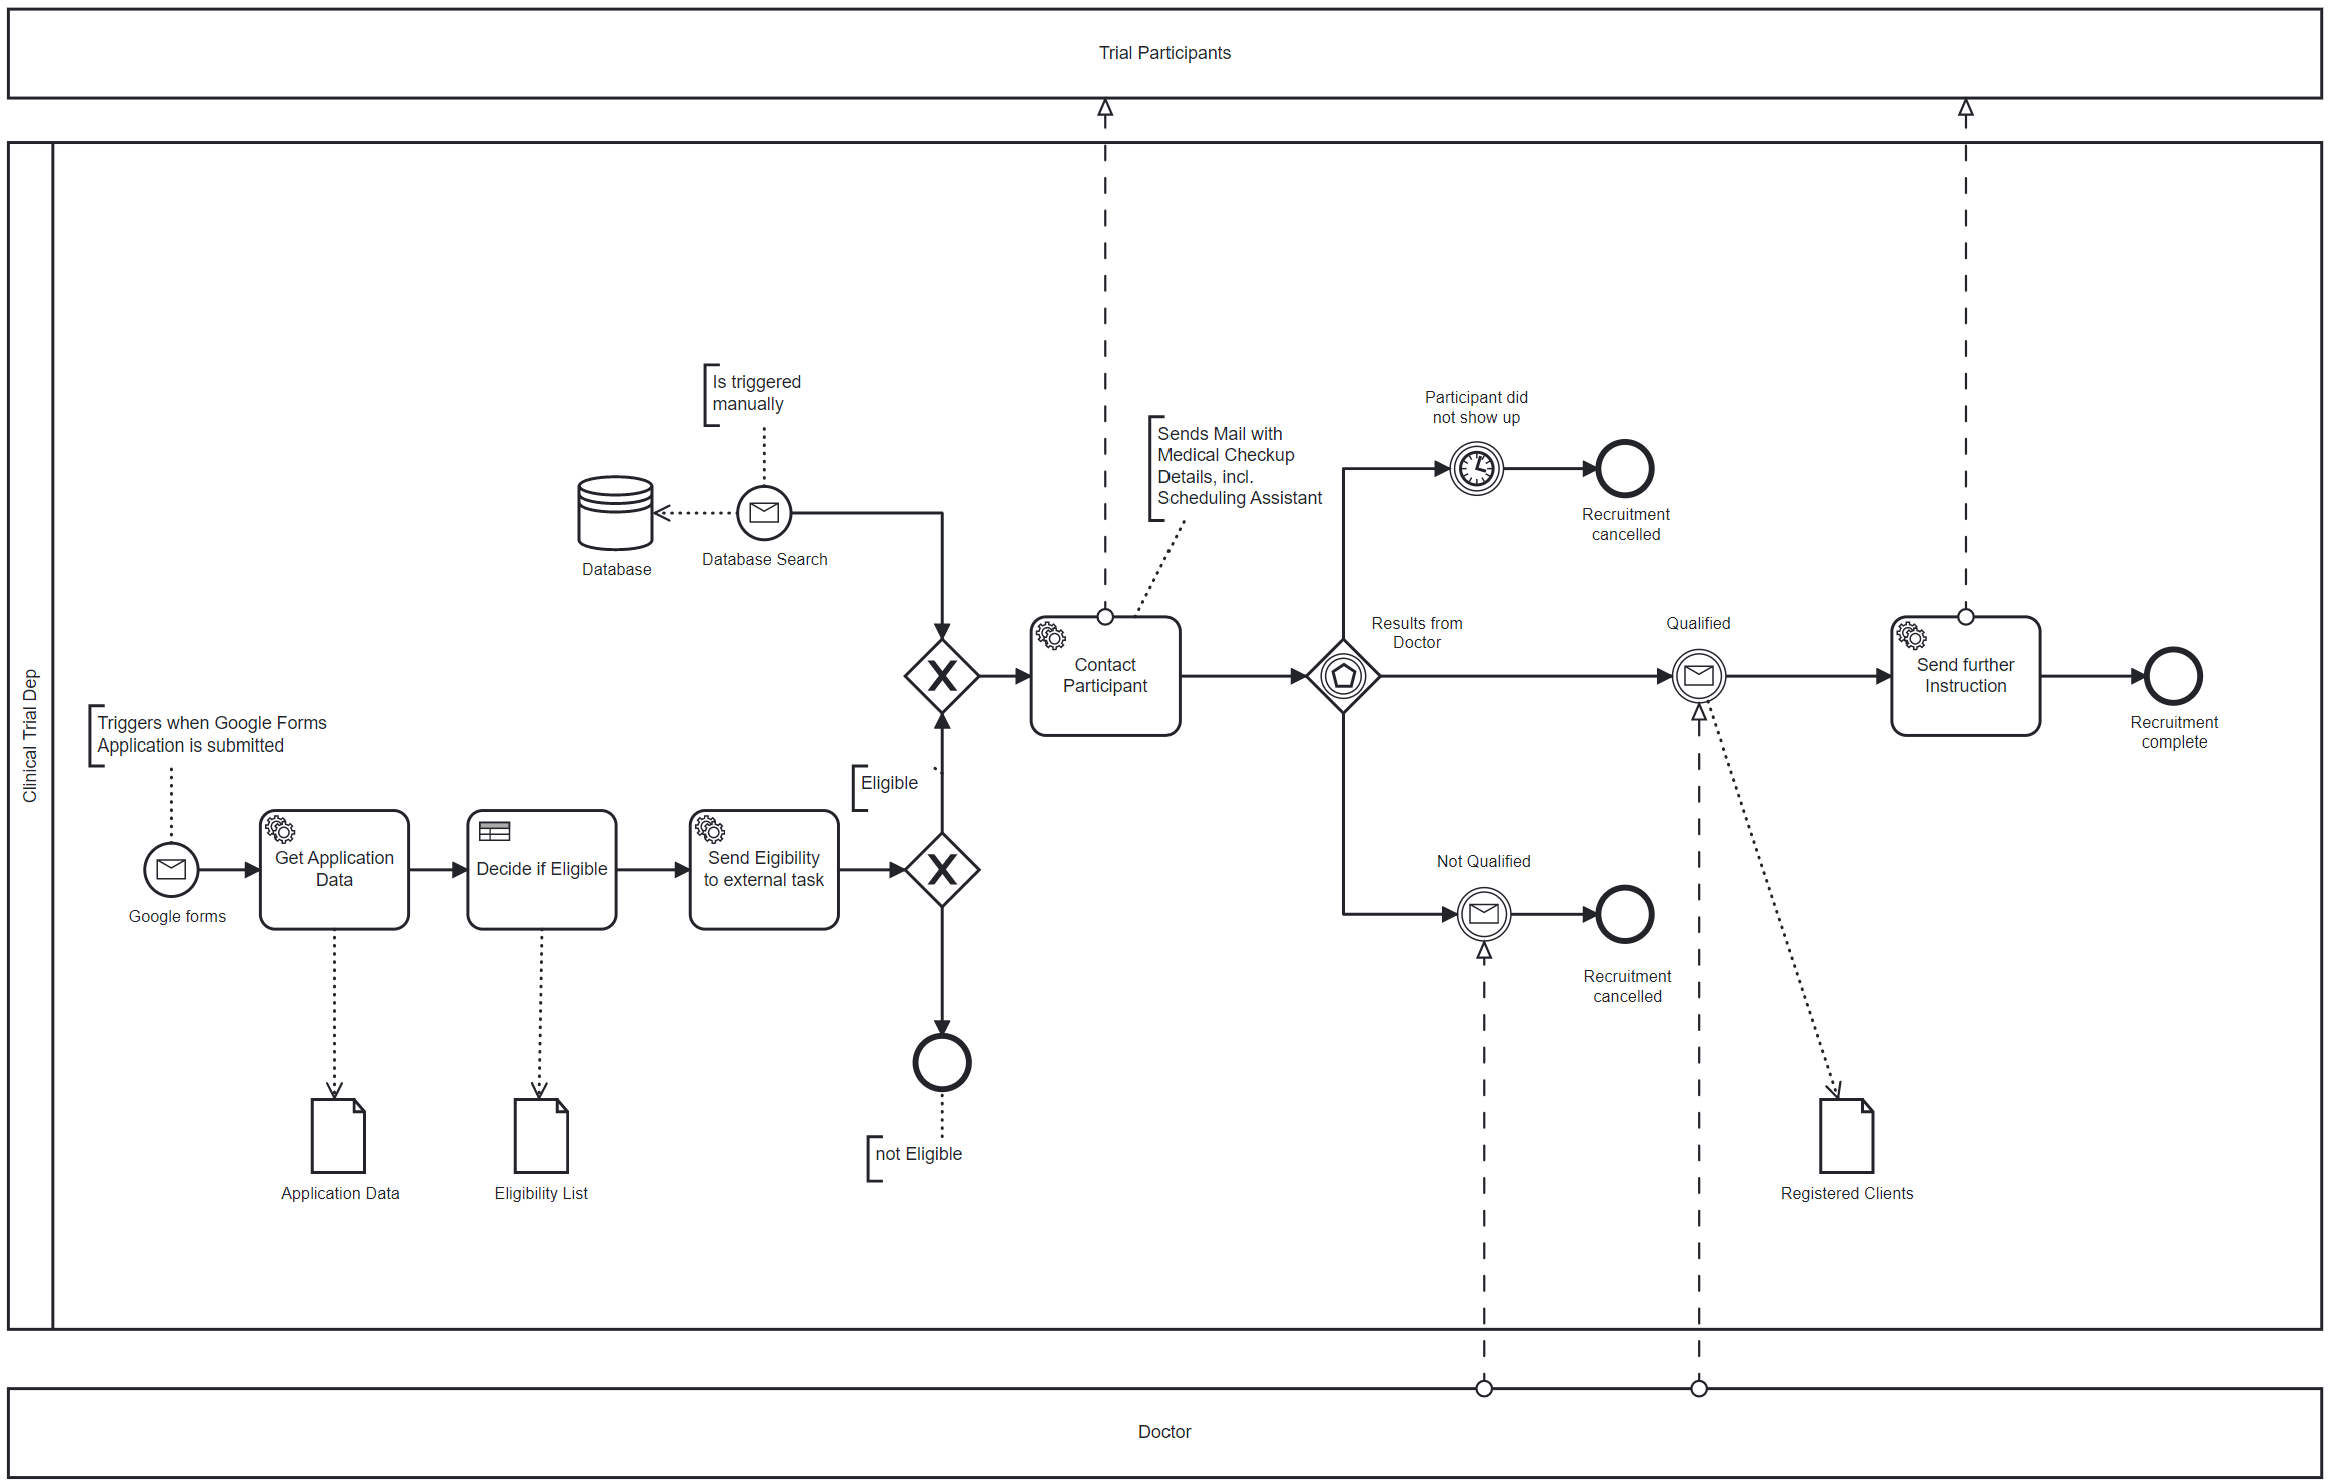 Trial Participants
Clinical Trial Dep
Is triggered
manually
Database
Database Search
Sends Mail with
Medical Checkup
Details, incl.
Scheduling Assistant
Participant did
not show up
Recruitment
cancelled
Results from
Doctor
Qualified
Contact
Participant
Send further
Instruction
Recruitment
complete
Triggers when Google Forms
Application is submitted
Google forms
Get Application
Data
Decide if Eligible
Send Eigibility
to external task
Eligible
Not Qualified
Recruitment
cancelled
not Eligible
Application Data
Eligibility List
Registered Clients
Doctor